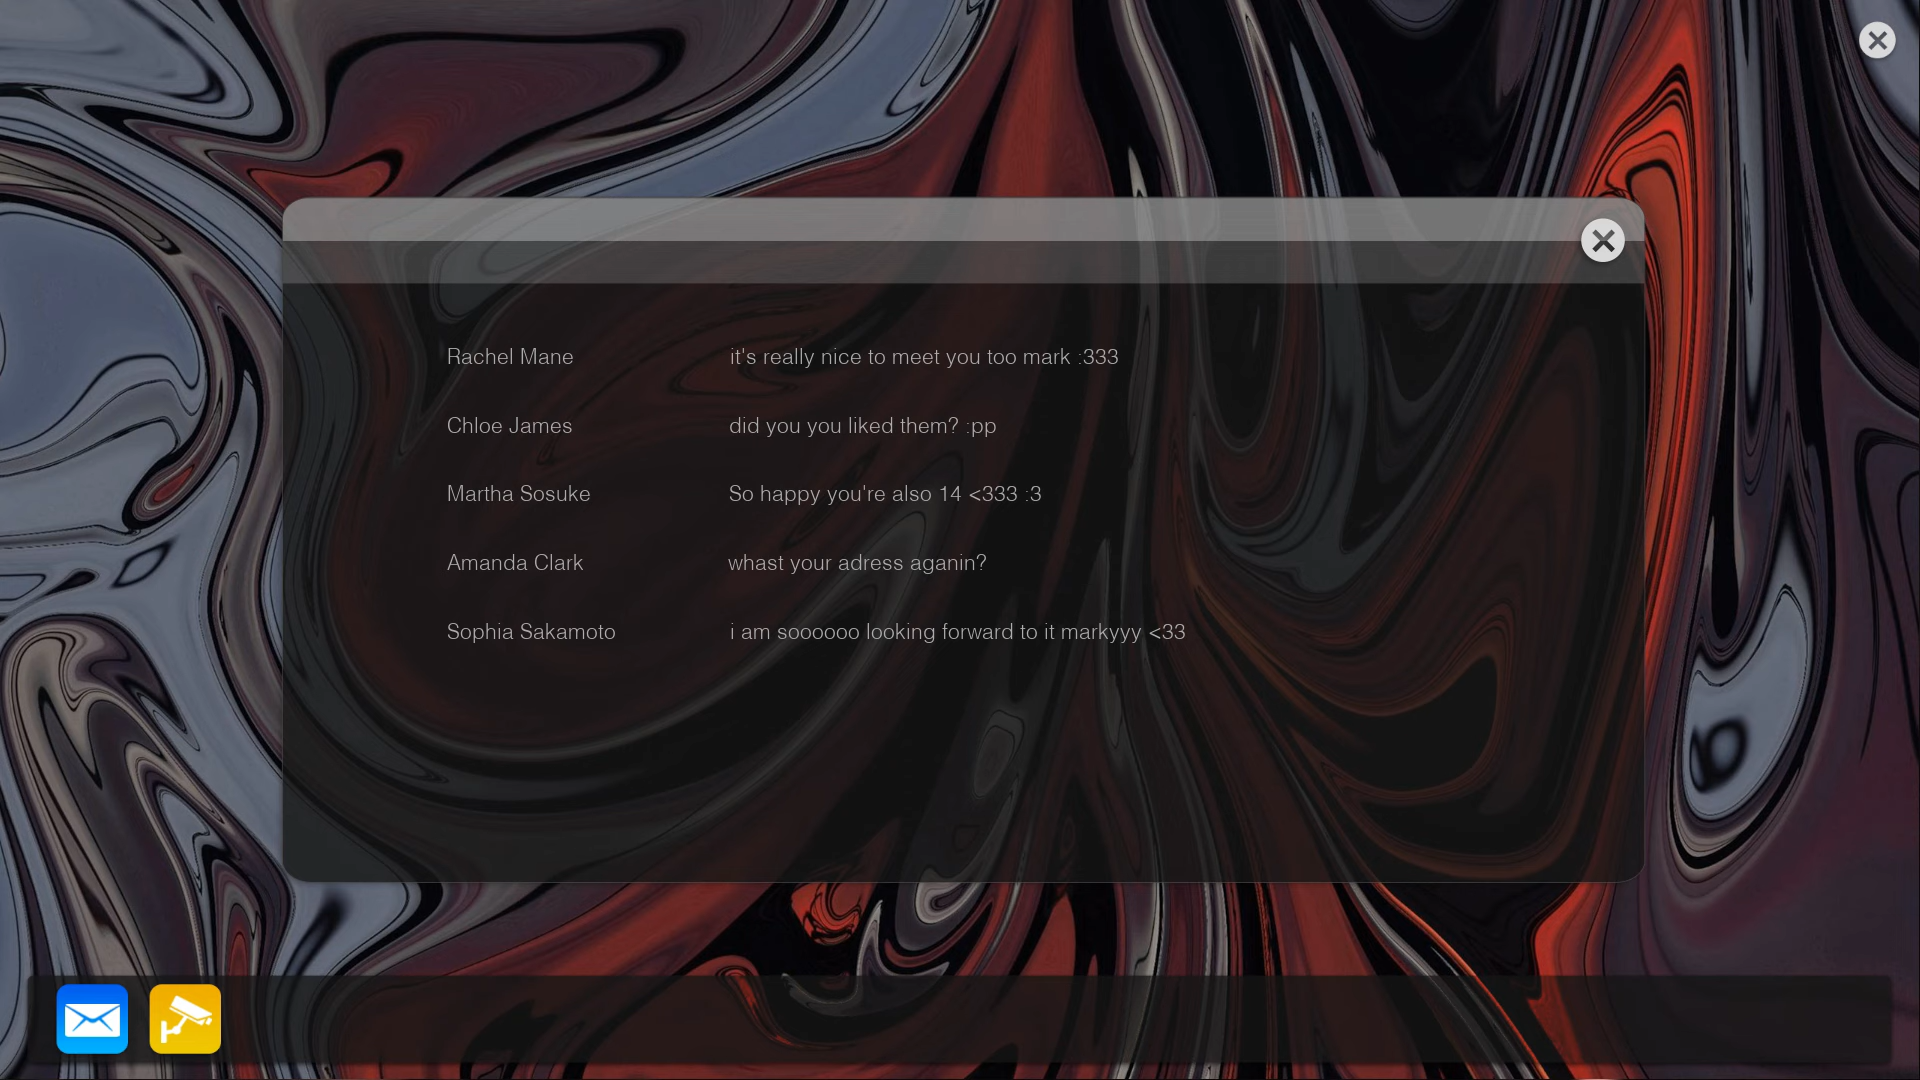 Rachel Mane it's really nice to meet you too mark :333
Chloe James did you you liked them? :pp
Martha Sosuke So happy you're also 14 <333 :3
Amanda Clark whast your adress aganin?
Sophia Sakamoto i am soooooo looking forward to it markyyy <33